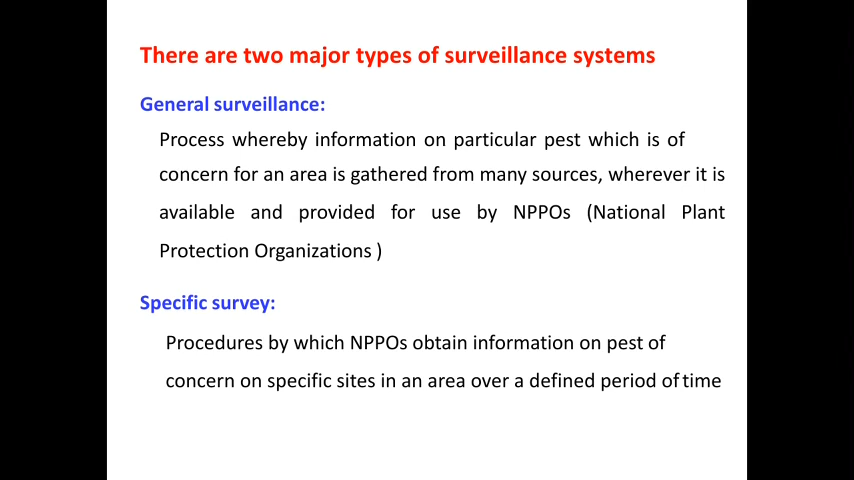 There are two major types of surveillance systems
General surveillance:
Process whereby information on particular pest which is of
concern for an area is gathered from many sources, wherever it is
available and provided for use by NPPOs (National Plant
Protection Organizations )
Specific survey:
Procedures by which NPPOs obtain information on pest of
concern on specific sites in an area over a defined period of time